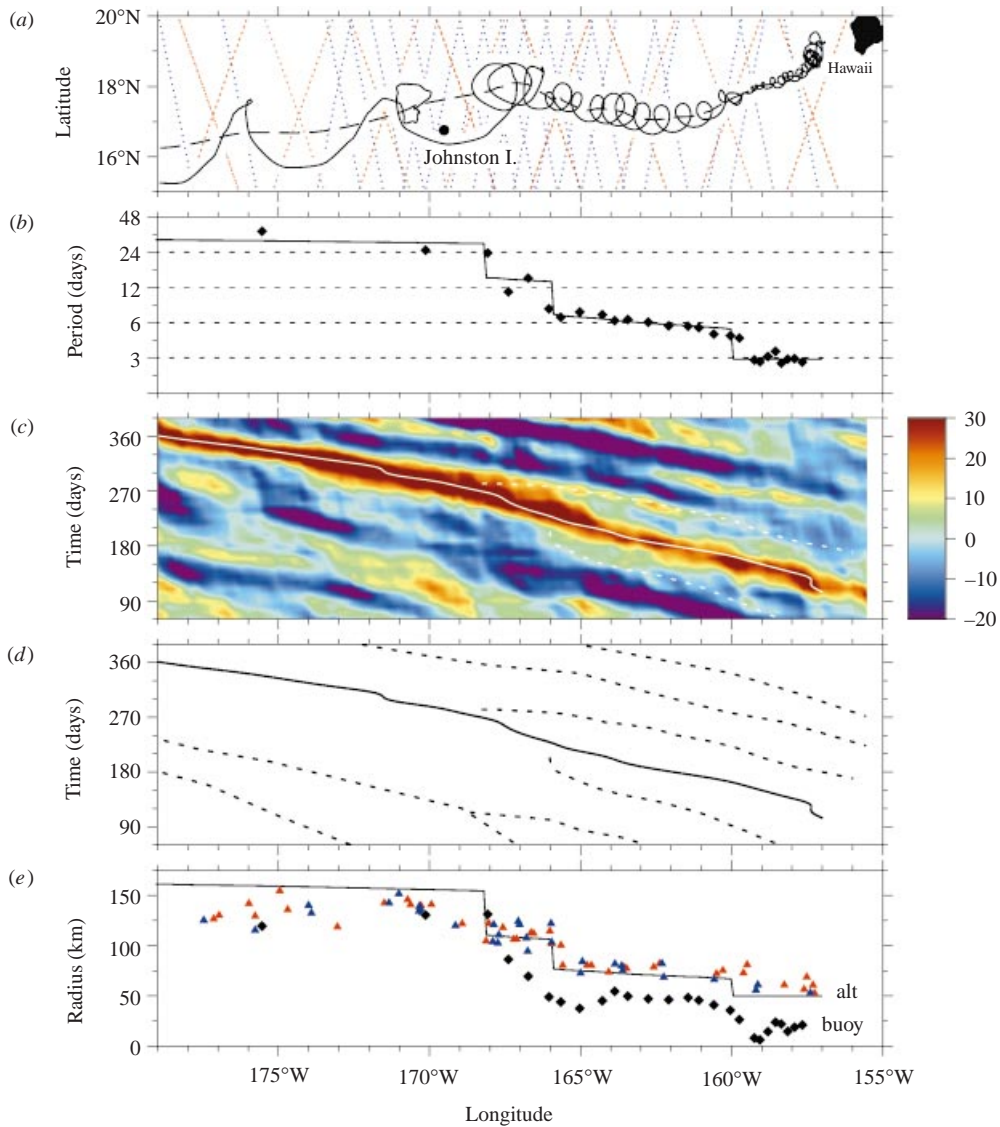 (a)
20°N
18°N
16°N
Latitude
Hawaii
Johnston I.
(b)
48
24
12
6
3
Period (days)
(c)
360
270
180
90
Time (days)
30
20
10
0
−10
−20
(d)
360
270
180
90
Time (days)
(e)
150
100
50
0
Radius (km)
alt
buoy
175°W 170°W 165°W 160°W 155°W
Longitude